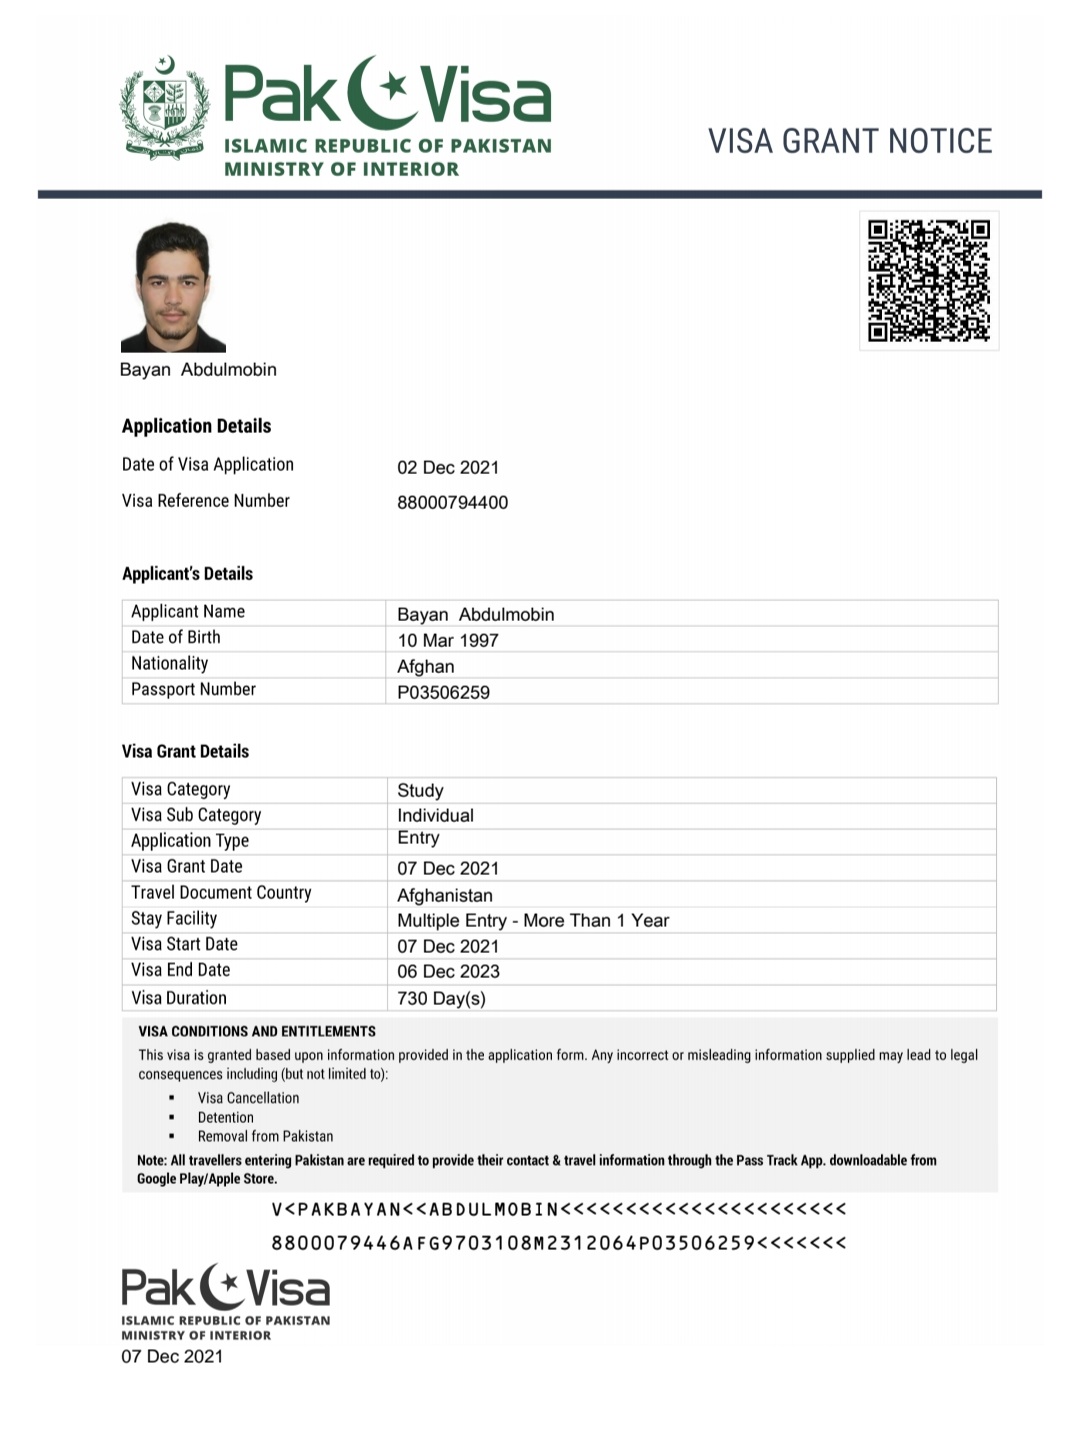 Pak Visa
ISLAMIC REPUBLIC OF PAKISTAN
MINISTRY OF INTERIOR
VISA GRANT NOTICE
Bayan Abdulmobin
Application Details
Date of Visa Application 02 Dec 2021
Visa Reference Number 88000794400
Applicant's Details
Applicant Name Bayan Abdulmobin
Date of Birth 10 Mar 1997
Nationality Afghan
Passport Number P03506259
Visa Grant Details
Visa Category Study
Visa Sub Category Individual
Application Type Entry
Visa Grant Date 07 Dec 2021
Travel Document Country Afghanistan
Stay Facility Multiple Entry - More Than 1 Year
Visa Start Date 07 Dec 2021
Visa End Date 06 Dec 2023
Visa Duration 730 Day(s)
VISA CONDITIONS AND ENTITLEMENTS
This visa is granted based upon information provided in the application form. Any incorrect or misleading information supplied may lead to legal
consequences including (but not limited to):
▪ Visa Cancellation
▪ Detention
▪ Removal from Pakistan
Note: All travellers entering Pakistan are required to provide their contact & travel information through the Pass Track App. downloadable from
Google Play/Apple Store.
V<PAKBAYAN<<ABDULMOBIN<<<<<<<<<<<<<<<<<<<<<<
8800079446AFG9703108M2312064P03506259<<<<<<<
Pak Visa
ISLAMIC REPUBLIC OF PAKISTAN
MINISTRY OF INTERIOR
07 Dec 2021